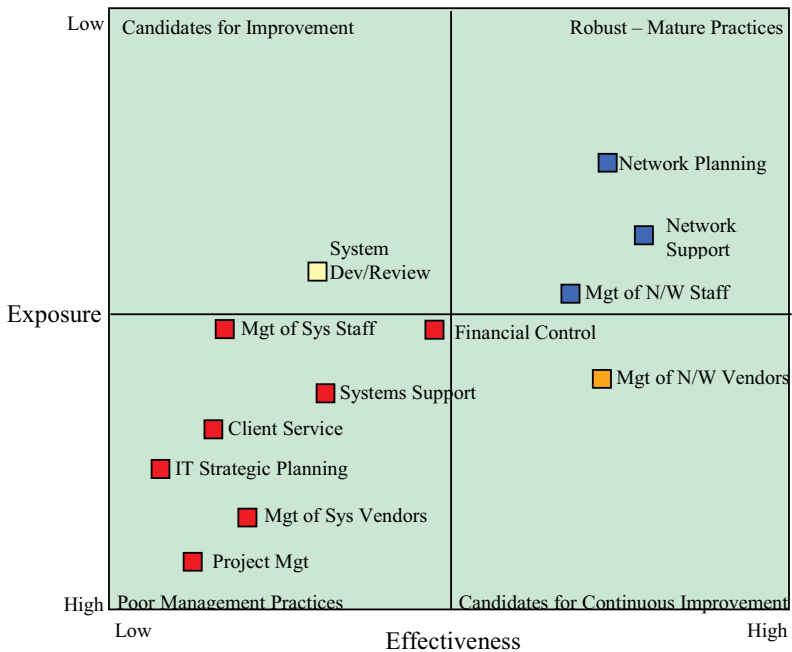 Low
Candidates for Improvement
Robust – Mature Practices
Network Planning
Network
Support
System
Dev/Review
Mgt of N/W Staff
Exposure
Mgt of Sys Staff
Financial Control
Mgt of N/W Vendors
Systems Support
Client Service
IT Strategic Planning
Mgt of Sys Vendors
Project Mgt
High
Poor Management Practices
Candidates for Continuous Improvement
Low
Effectiveness
High